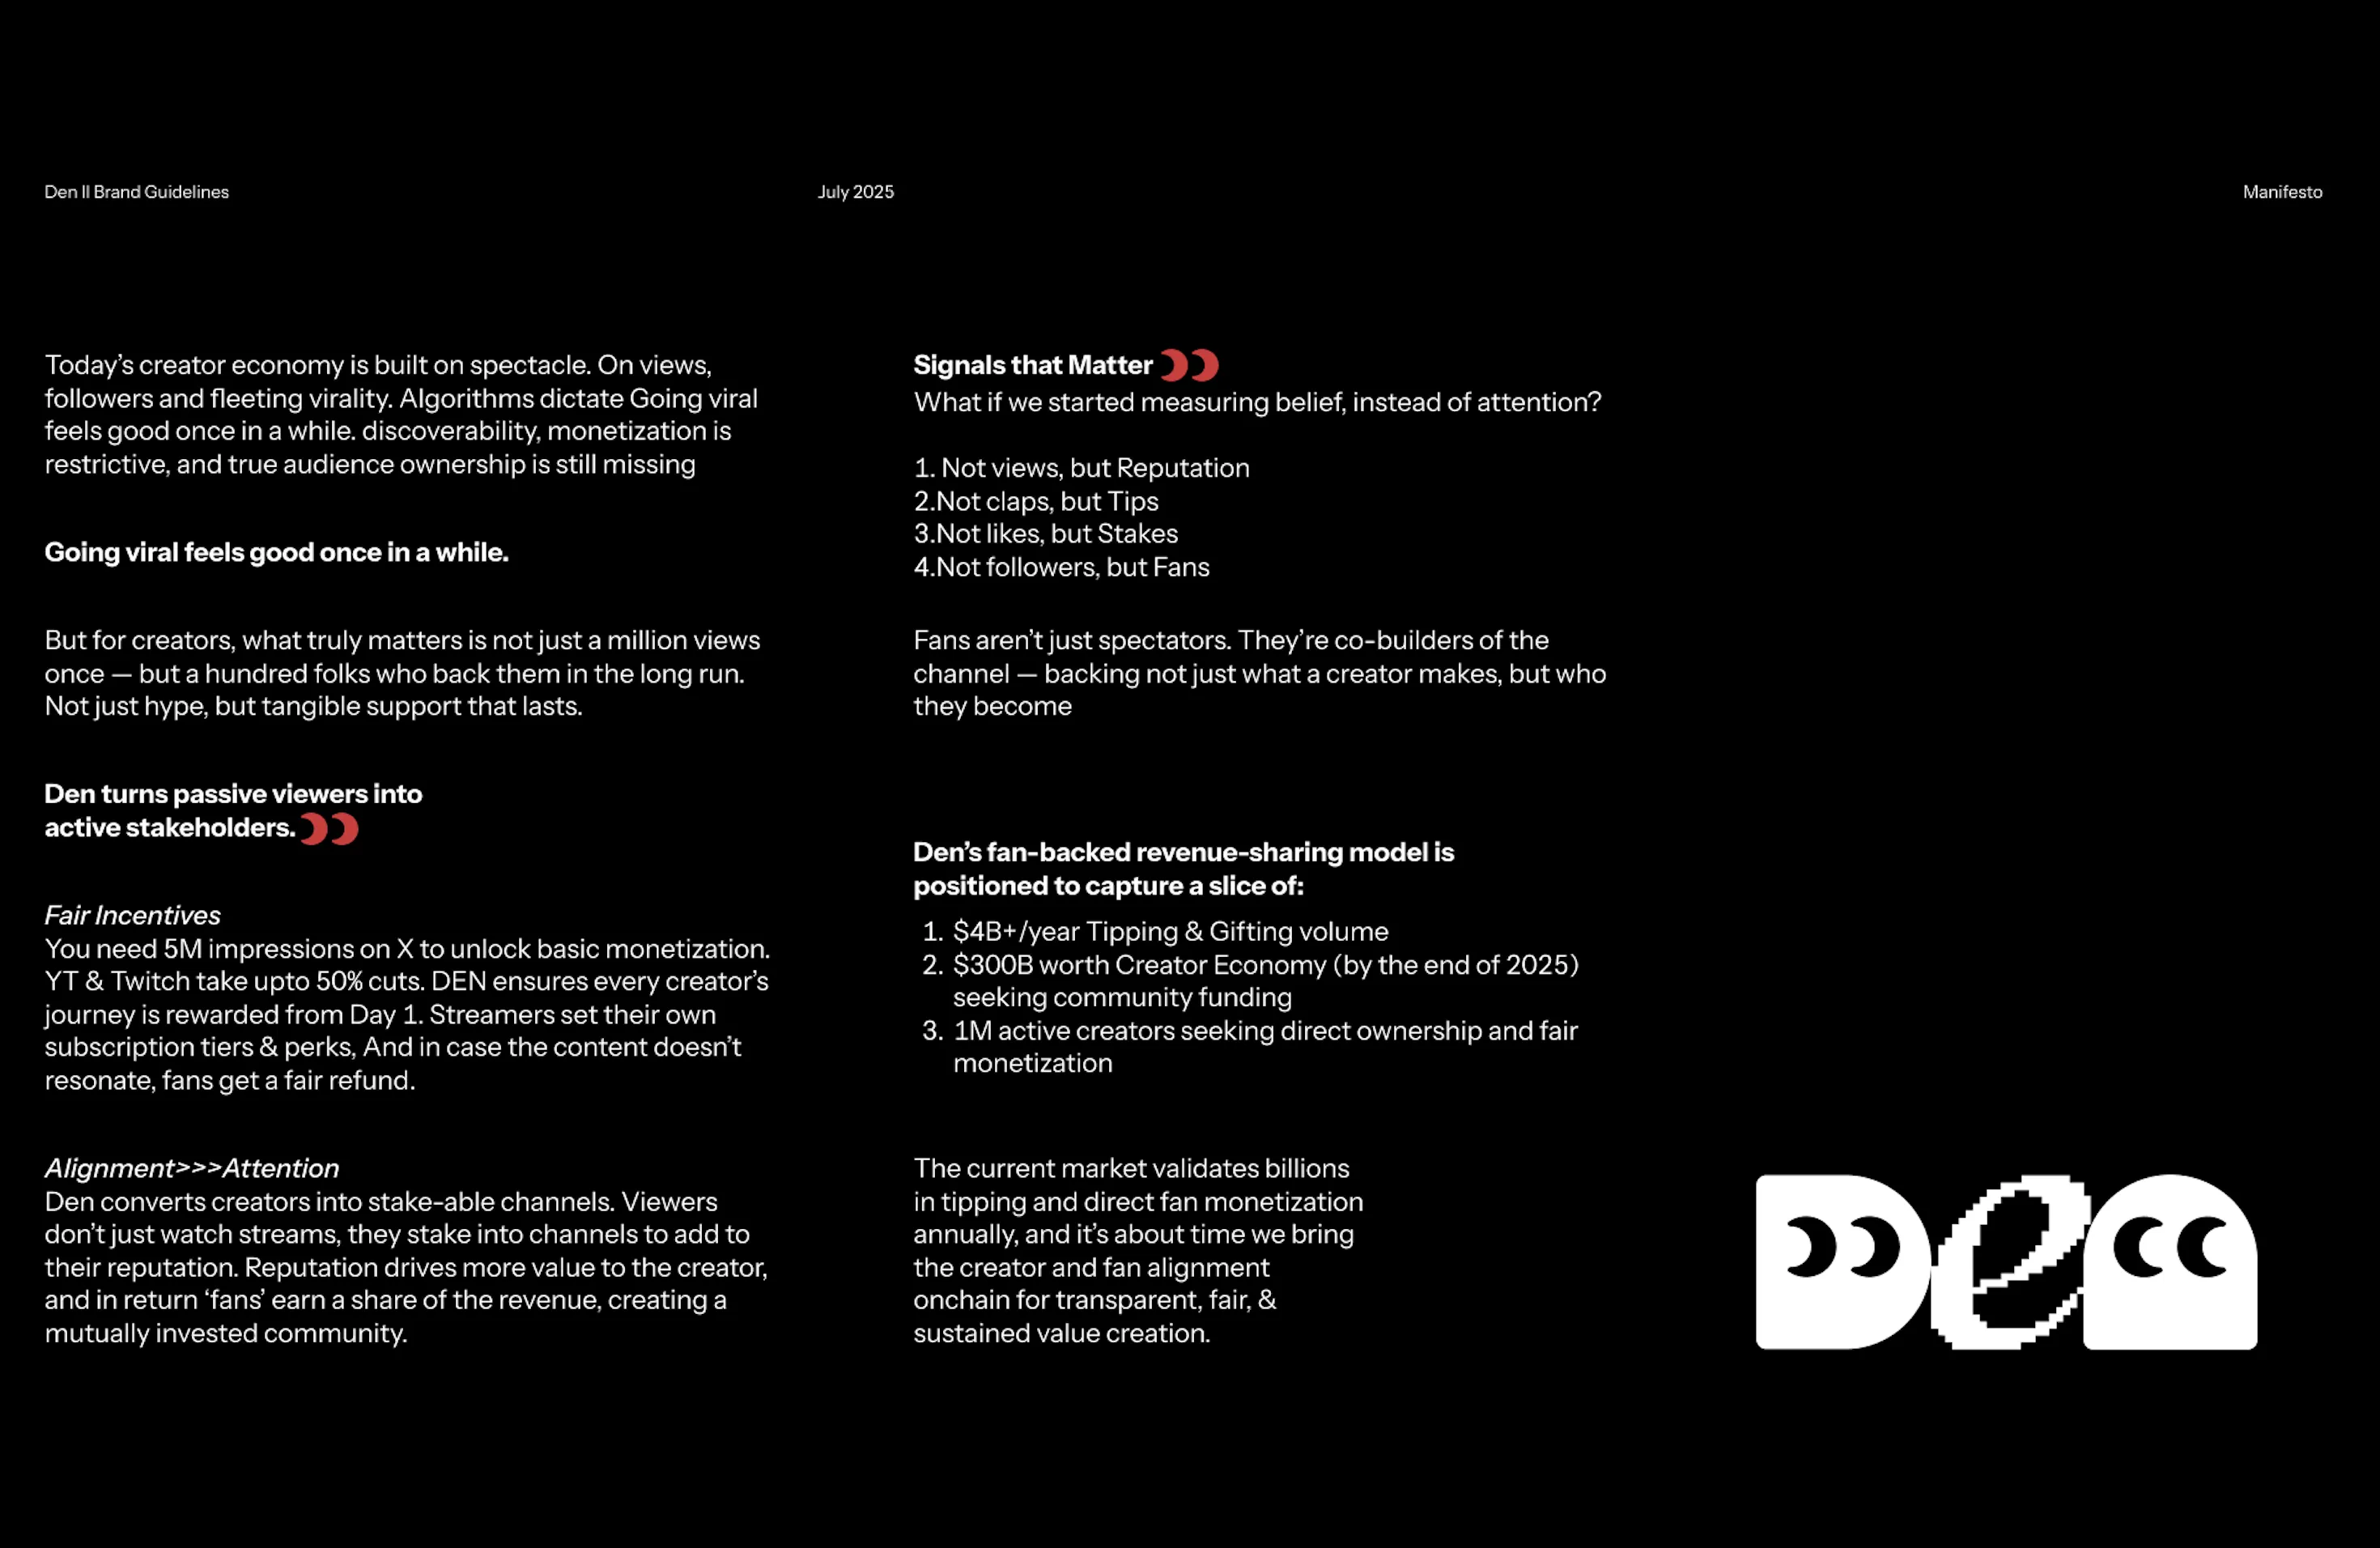 Den II Brand Guidelines
July 2025
Manifesto
Today’s creator economy is built on spectacle. On views,
followers and fleeting virality. Algorithms dictate Going viral
feels good once in a while. discoverability, monetization is
restrictive, and true audience ownership is still missing
Going viral feels good once in a while.
But for creators, what truly matters is not just a million views
once — but a hundred folks who back them in the long run.
Not just hype, but tangible support that lasts.
Den turns passive viewers into
active stakeholders.
Fair Incentives
You need 5M impressions on X to unlock basic monetization.
YT & Twitch take upto 50% cuts. DEN ensures every creator’s
journey is rewarded from Day 1. Streamers set their own
subscription tiers & perks, And in case the content doesn’t
resonate, fans get a fair refund.
Alignment>>>Attention
Den converts creators into stake-able channels. Viewers
don’t just watch streams, they stake into channels to add to
their reputation. Reputation drives more value to the creator,
and in return ‘fans’ earn a share of the revenue, creating a
mutually invested community.
Signals that Matter
What if we started measuring belief, instead of attention?
1. Not views, but Reputation
2.Not claps, but Tips
3.Not likes, but Stakes
4.Not followers, but Fans
Fans aren’t just spectators. They’re co-builders of the
channel — backing not just what a creator makes, but who
they become
Den’s fan-backed revenue-sharing model is
positioned to capture a slice of:
1. $4B+/year Tipping & Gifting volume
2. $300B worth Creator Economy (by the end of 2025)
seeking community funding
3. 1M active creators seeking direct ownership and fair
monetization
The current market validates billions
in tipping and direct fan monetization
annually, and it’s about time we bring
the creator and fan alignment
onchain for transparent, fair, &
sustained value creation.
Den